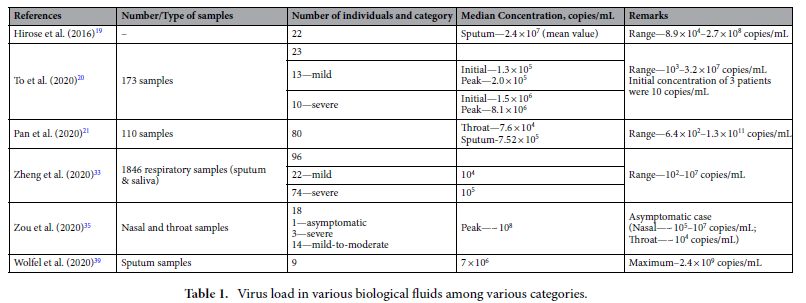 References Number/Type of samples Number of individuals and category Median Concentration, copies/mL Remarks
Hirose et al. (2016)19 – 22 Sputum—2.4 × 10⁷ (mean value) Range—8.9 × 10⁴–2.7 × 10⁸ copies/mL
To et al. (2020)20 173 samples
23
13—mild
Initial—1.3 × 10⁵
Peak—2.0 × 10⁵
10—severe
Initial—1.5 × 10⁶
Peak—8.1 × 10⁶
Range—10³–3.2 × 10⁷ copies/mL
Initial concentration of 3 patients
were 10 copies/mL
Pan et al. (2020)21 110 samples 80
Throat—7.6 × 10⁴
Sputum-7.52 × 10⁵
Range—6.4 × 10²–1.3 × 10¹¹ copies/mL
Zheng et al. (2020)33
1846 respiratory samples (sputum
& saliva)
96
22—mild 10⁴
74—severe 10⁵
Range—10²–10⁷ copies/mL
Zou et al. (2020)35 Nasal and throat samples
18
1—asymptomatic
3—severe
14—mild-to-moderate
Peak—~ 10⁸
Asymptomatic case
(Nasal—~ 10⁵–10⁷ copies/mL;
Throat—~ 10⁴ copies/mL)
Wolfel et al. (2020)39 Sputum samples 9 7 × 10⁶ Maximum–2.4 × 10⁹ copies/mL
Table 1. Virus load in various biological fluids among various categories.